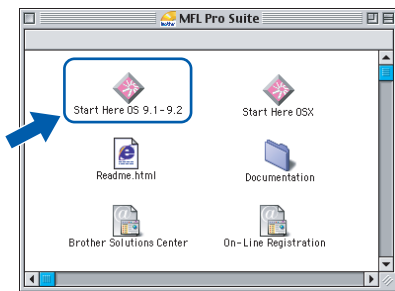 brother MFL Pro Suite
Start Here OS 9.1-9.2
Start Here OSX
Readme.html
Documentation
Brother Solutions Center
On-Line Registration